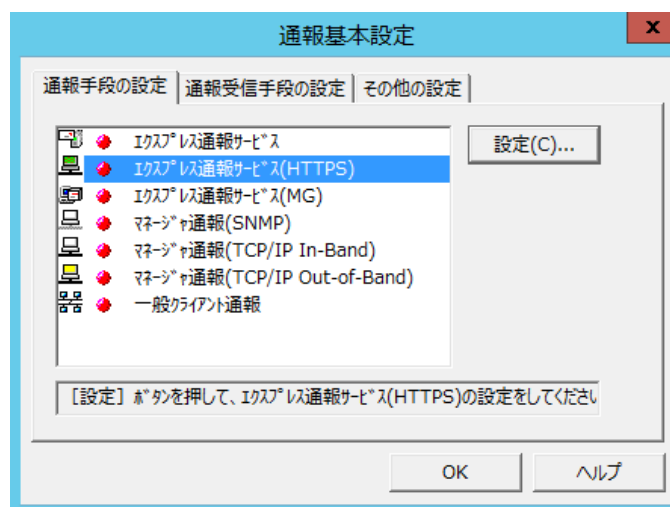 通報基本設定
x
通報手段の設定 通報受信手段の設定 その他の設定
ｴｸｽﾌﾟﾚｽ通報ｻｰﾋﾞｽ
設定(C)...
ｴｸｽﾌﾟﾚｽ通報ｻｰﾋﾞｽ(HTTPS)
ｴｸｽﾌﾟﾚｽ通報ｻｰﾋﾞｽ(MG)
ﾏﾈｰｼﾞｬ通報(SNMP)
ﾏﾈｰｼﾞｬ通報(TCP/IP In-Band)
ﾏﾈｰｼﾞｬ通報(TCP/IP Out-of-Band)
一般ｸﾗｲｱﾝﾄ通報
［設定］ﾎﾞﾀﾝを押して、ｴｸｽﾌﾟﾚｽ通報ｻｰﾋﾞｽ(HTTPS)の設定をしてくださ
OK ヘルプ